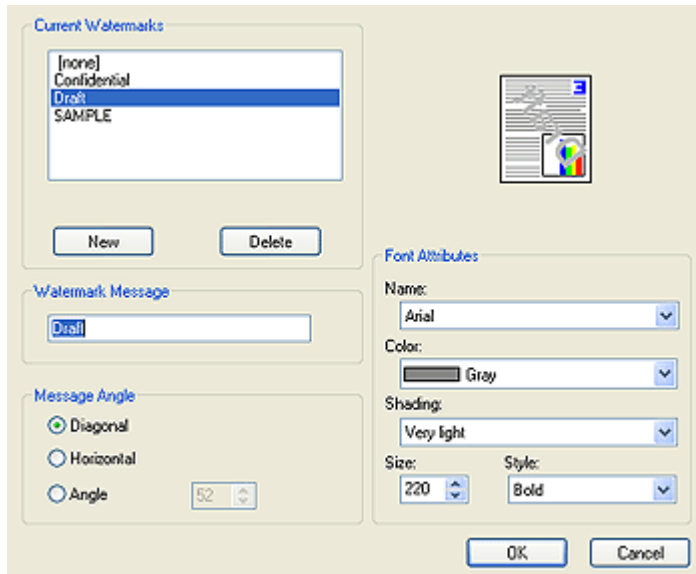 Current Watermarks
[none]
Confidential
Draft
SAMPLE
New Delete
3
Watermark Message
Draft
Message Angle
Diagonal
Horizontal
Angle 52
Font Attributes
Name:
Arial
Color:
Gray
Shading:
Very light
Size: Style:
220 Bold
OK Cancel